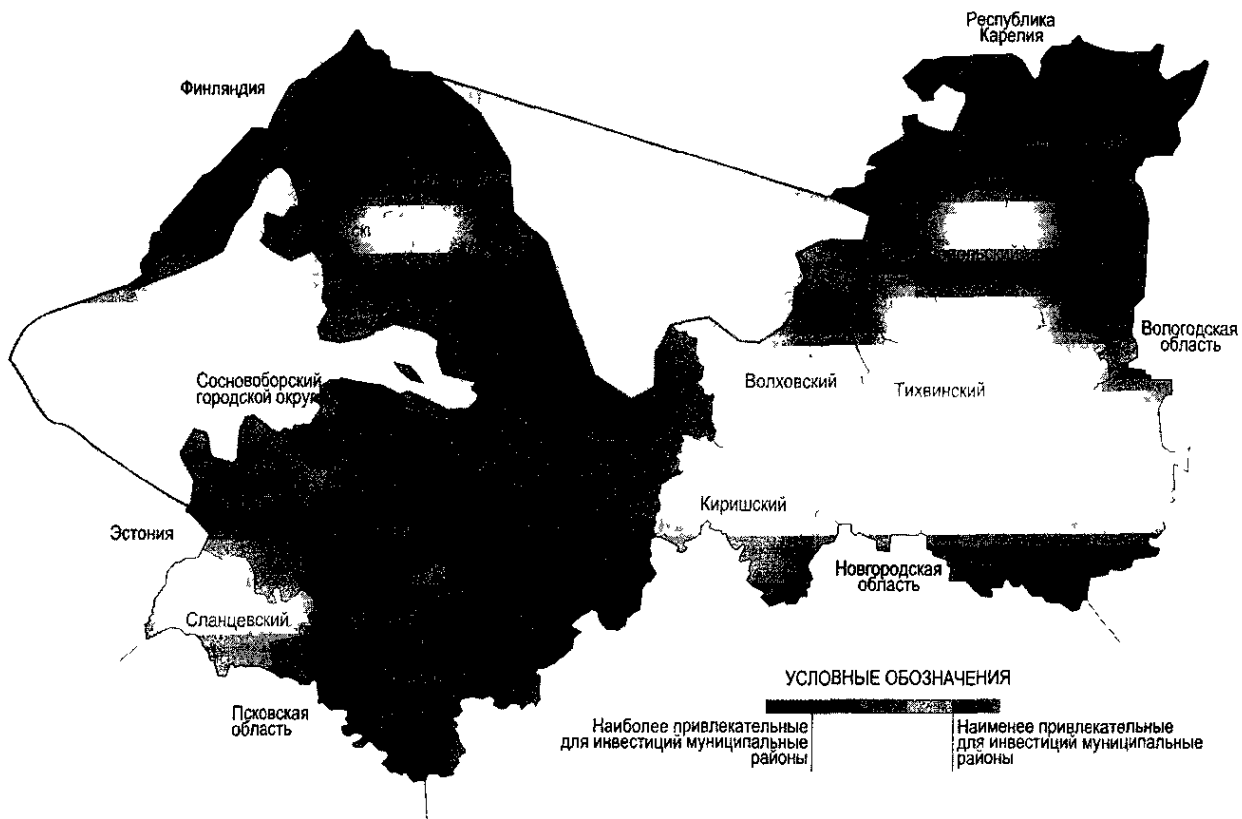 Республика
Карелия
Финляндия
Вологодская
область
Сосновоборский
городской округ
Волховский
Тихвинский
Киришский
Эстония
Новгородская
область
Сланцевский
Псковская
область
УСЛОВНЫЕ ОБОЗНАЧЕНИЯ
Наиболее привлекательные
для инвестиций муниципальные
районы
Наименее привлекательные
для инвестиций муниципальные
районы